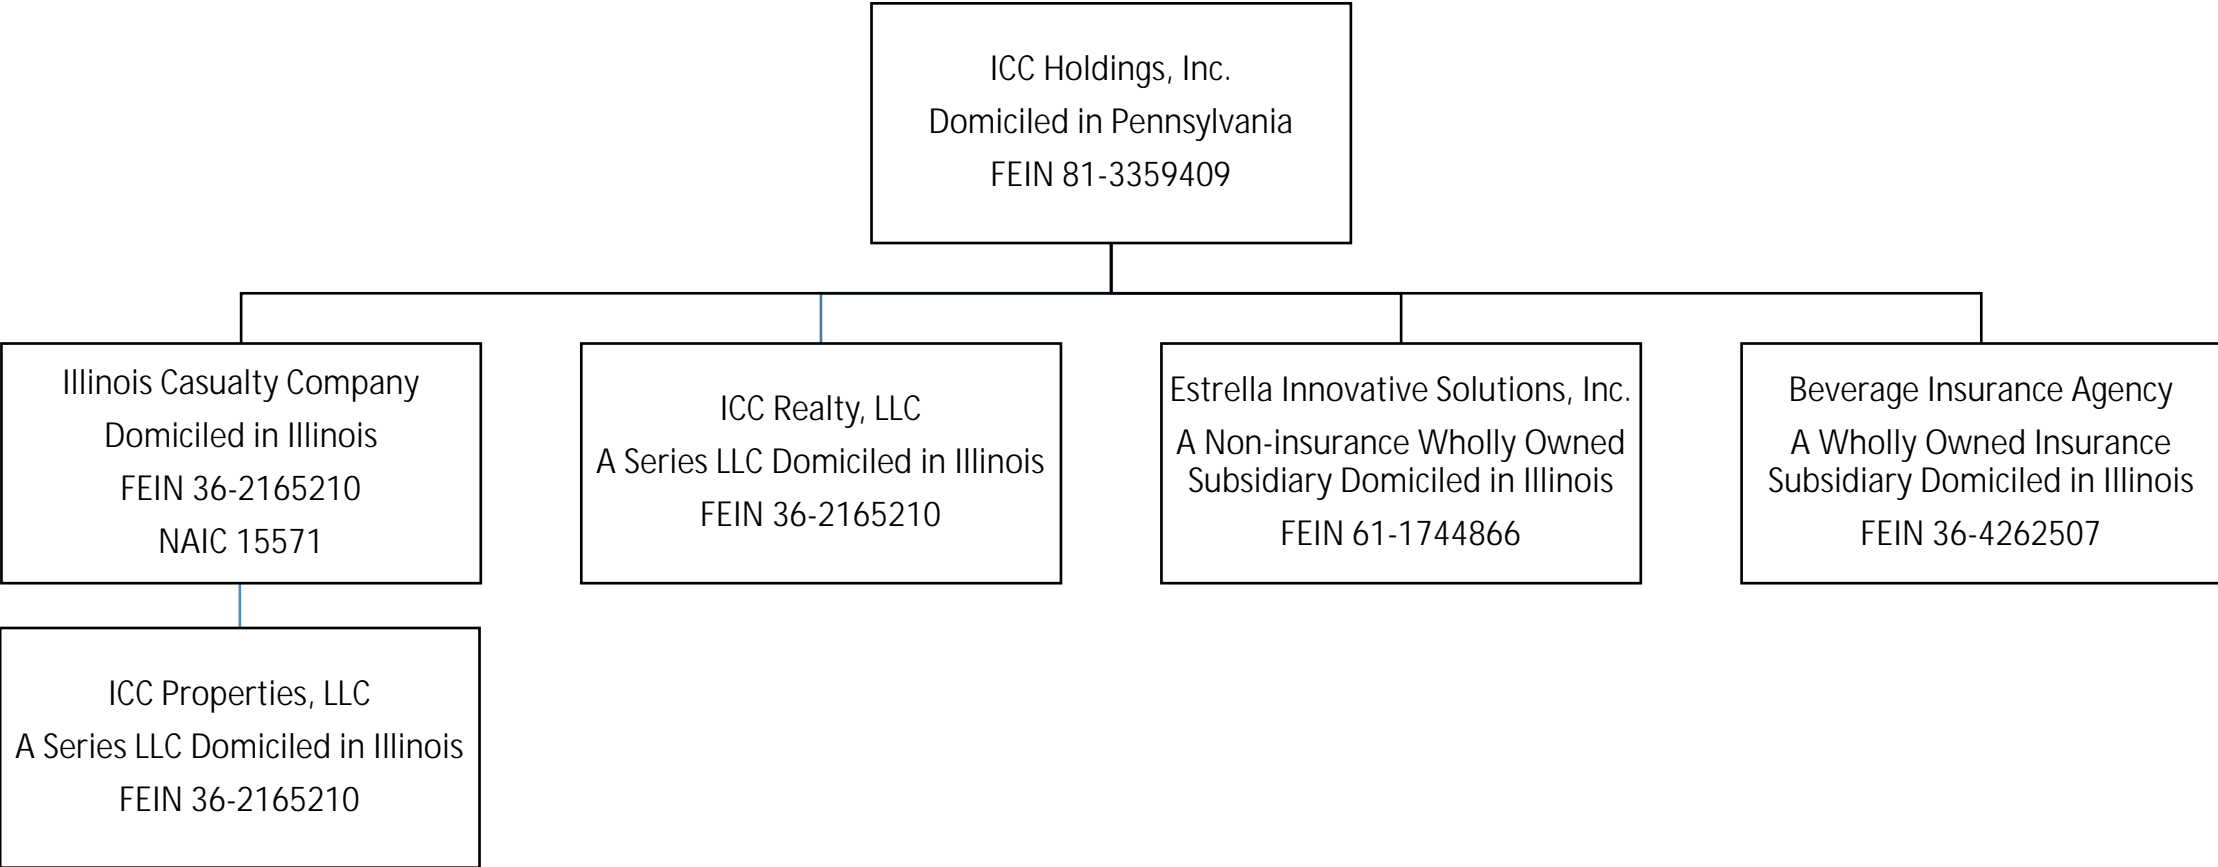 ICC Holdings, Inc.
Domiciled in Pennsylvania
FEIN 81-3359409
Illinois Casualty Company
Domiciled in Illinois
FEIN 36-2165210
NAIC 15571
ICC Realty, LLC
A Series LLC Domiciled in Illinois
FEIN 36-2165210
Estrella Innovative Solutions, Inc.
A Non-insurance Wholly Owned
Subsidiary Domiciled in Illinois
FEIN 61-1744866
Beverage Insurance Agency
A Wholly Owned Insurance
Subsidiary Domiciled in Illinois
FEIN 36-4262507
ICC Properties, LLC
A Series LLC Domiciled in Illinois
FEIN 36-2165210